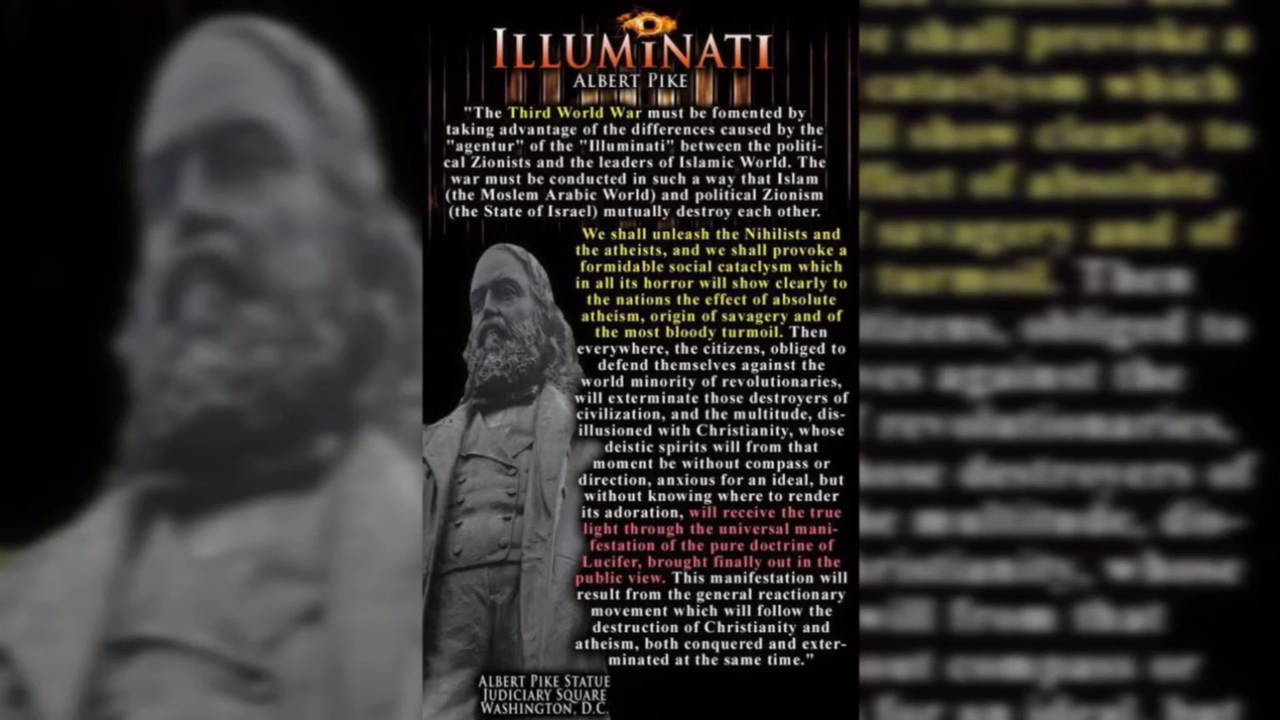 ILLUMiNATI
ALBERT PIKE
"The Third World War must be fomented by
taking advantage of the differences caused by the
"agentur" of the "Illuminati" between the politi-
cal Zionists and the leaders of Islamic World. The
war must be conducted in such a way that Islam
(the Moslem Arabic World) and political Zionism
(the State of Israel) mutually destroy each other.
We shall unleash the Nihilists and
the atheists, and we shall provoke a
formidable social cataclysm which
in all its horror will show clearly to
the nations the effect of absolute
atheism, origin of savagery and of
the most bloody turmoil. Then
everywhere, the citizens, obliged to
defend themselves against the
world minority of revolutionaries,
will exterminate those destroyers of
civilization, and the multitude, dis-
illusioned with Christianity, whose
deistic spirits will from that
moment be without compass or
direction, anxious for an ideal, but
without knowing where to render
its adoration, will receive the true
light through the universal mani-
festation of the pure doctrine of
Lucifer, brought finally out in the
public view. This manifestation will
result from the general reactionary
movement which will follow the
destruction of Christianity and
atheism, both conquered and exter-
minated at the same time."
ALBERT PIKE STATUE
JUDICIARY SQUARE
WASHINGTON, D.C.